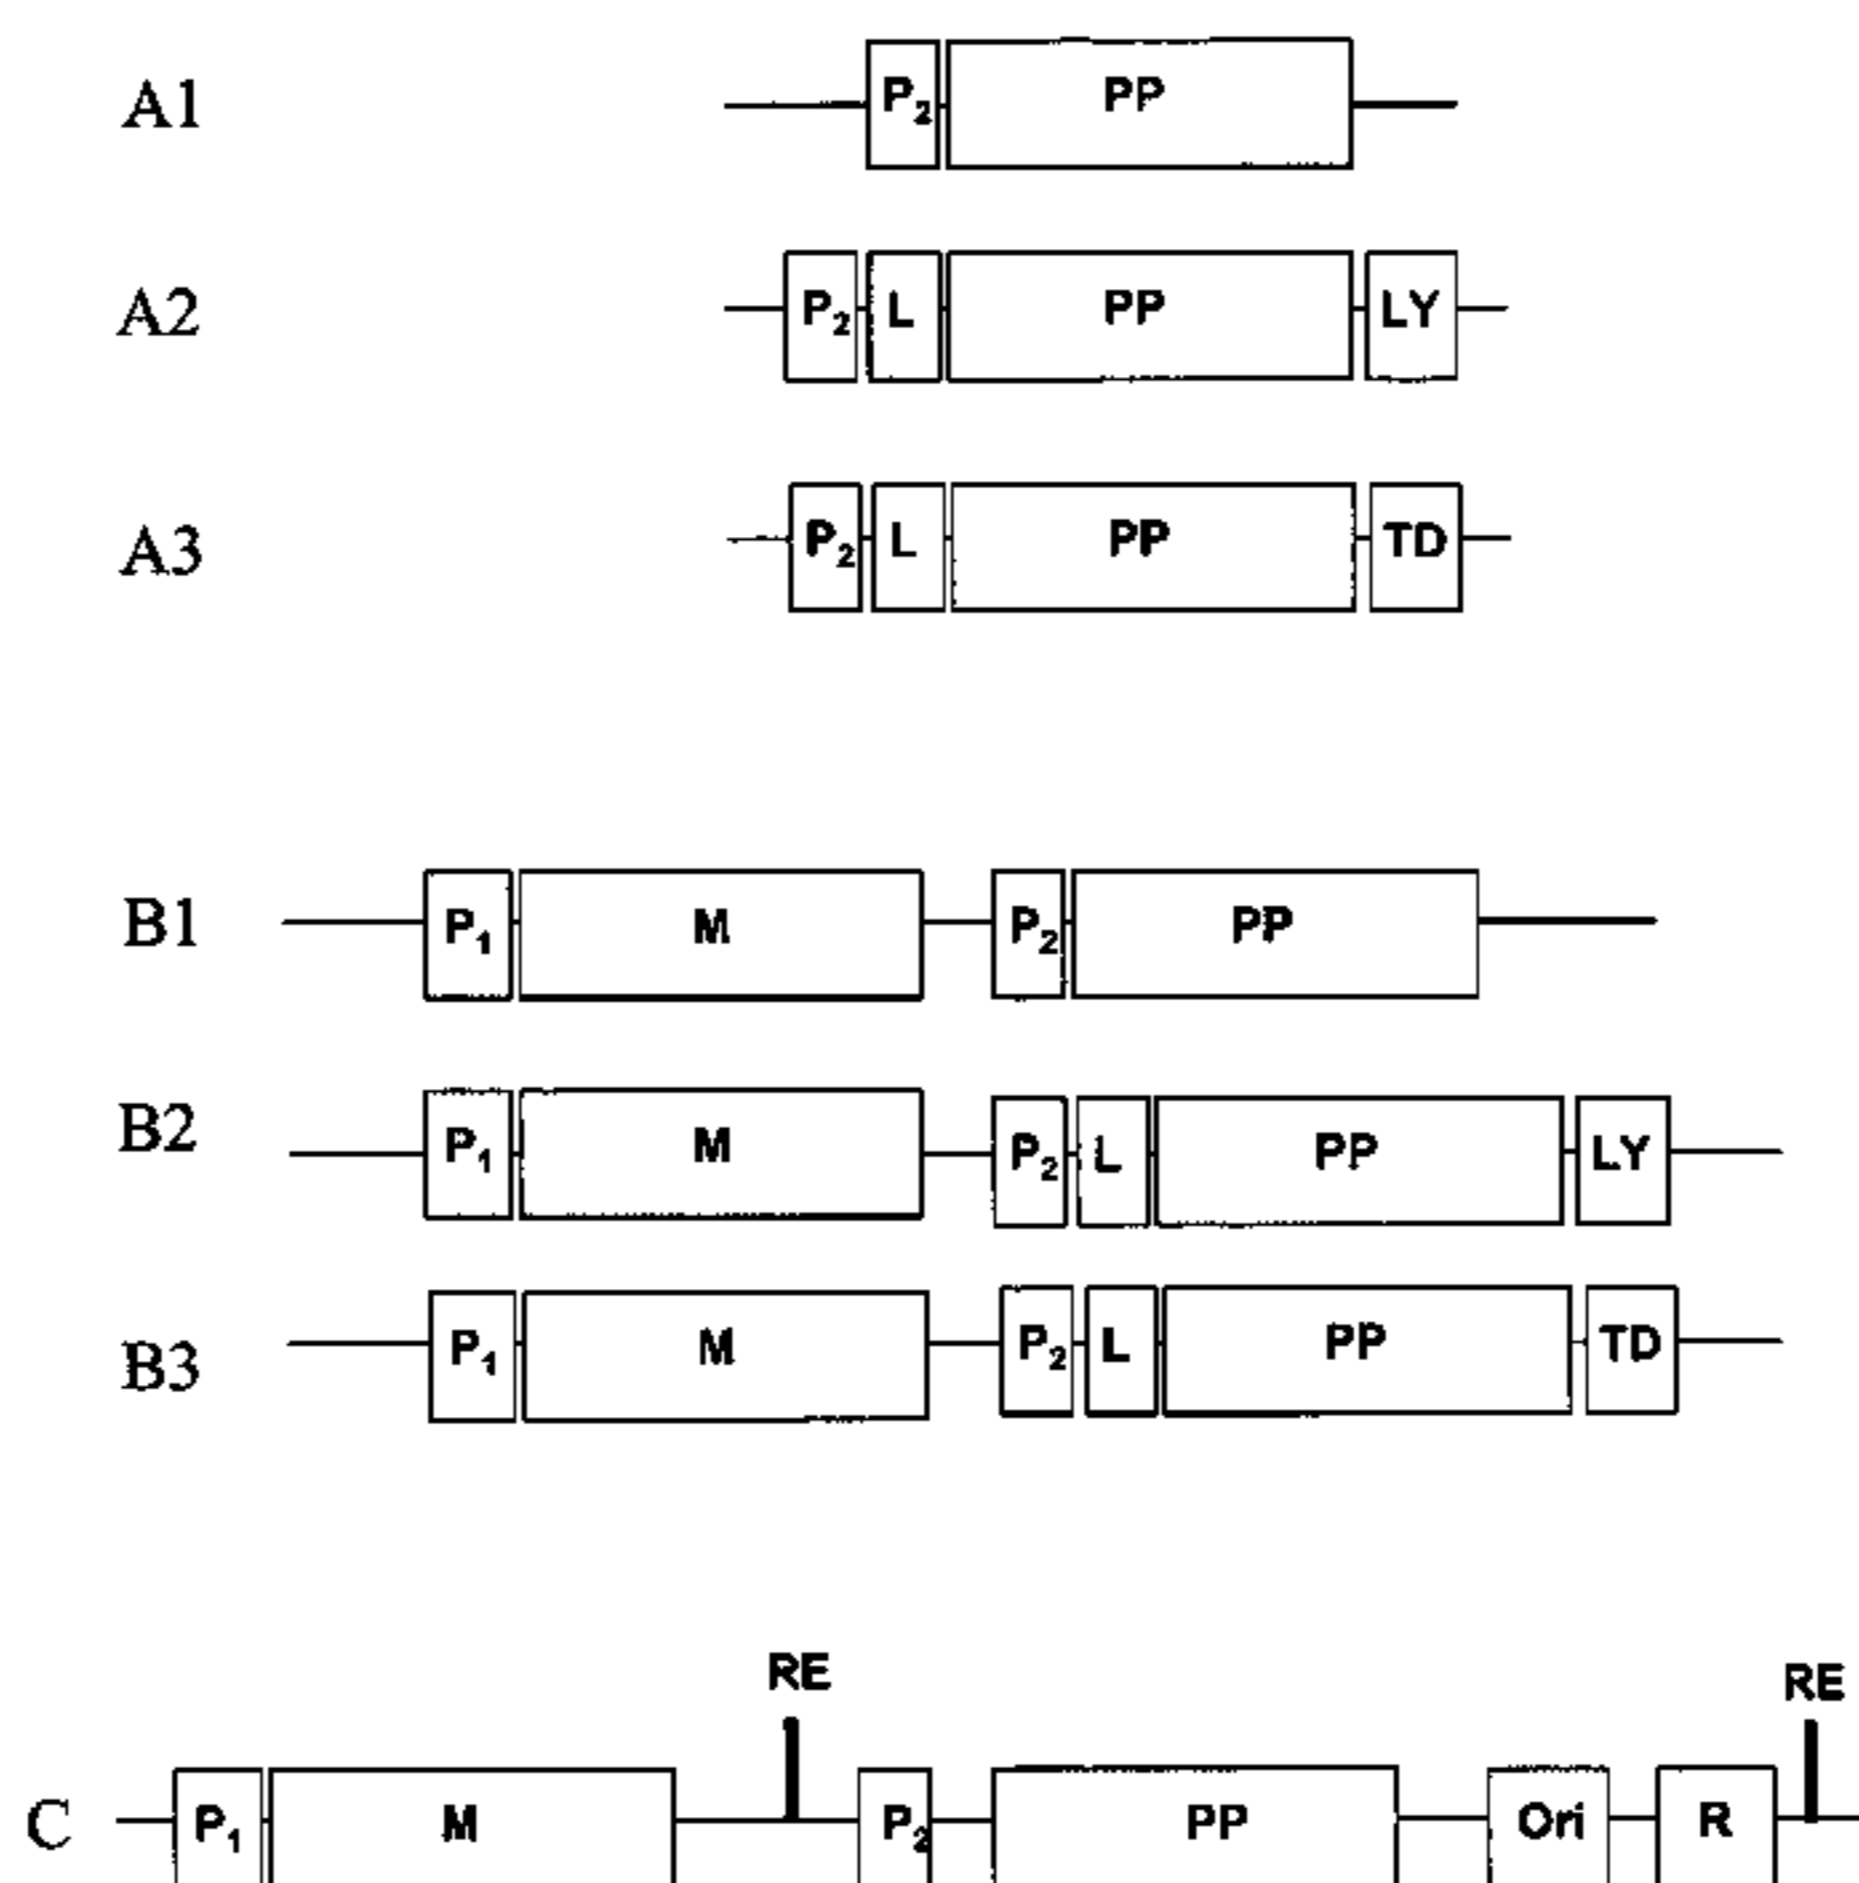 A1 P₂ PP
A2 P₂ L PP LY
A3 P₂ L PP TD
B1 P₁ M P₂ PP
B2 P₁ M P₂ L PP LY
B3 P₁ M P₂ L PP TD
RE RE
C P₁ M P₂ PP Ori R